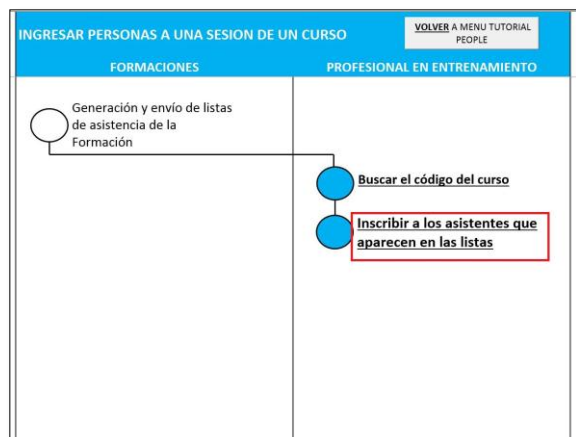 INGRESAR PERSONAS A UNA SESION DE UN CURSO
VOLVER A MENU TUTORIAL
PEOPLE
FORMACIONES
PROFESIONAL EN ENTRENAMIENTO
Generación y envío de listas
de asistencia de la
Formación
Buscar el código del curso
Inscribir a los asistentes que
aparecen en las listas